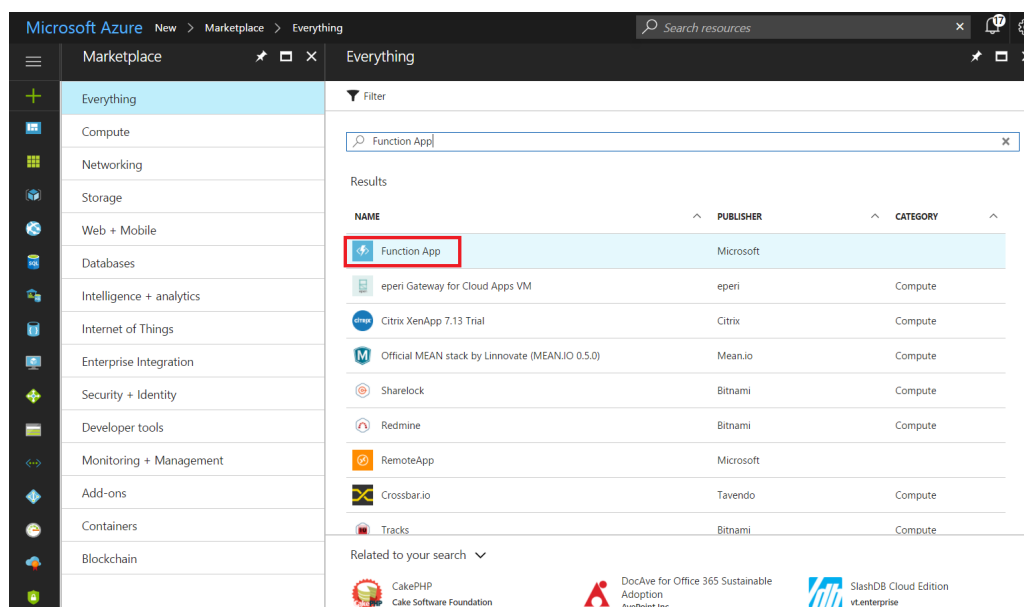 Microsoft Azure New > Marketplace > Everything
Search resources
17
Marketplace
Everything
Everything
Compute
Networking
Storage
Web + Mobile
Databases
Intelligence + analytics
Internet of Things
Enterprise Integration
Security + Identity
Developer tools
Monitoring + Management
Add-ons
Containers
Blockchain
SQL
Filter
Function App
Results
NAME PUBLISHER CATEGORY
Function App Microsoft
eperi Gateway for Cloud Apps VM eperi Compute
CITRIX Citrix XenApp 7.13 Trial Citrix Compute
M Official MEAN stack by Linnovate (MEAN.IO 0.5.0) Mean.io Compute
Sharelock Bitnami Compute
Redmine Bitnami Compute
RemoteApp Microsoft
Crossbar.io Tavendo Compute
Tracks Bitnami Compute
Related to your search
CakePHP
Cake Software Foundation
DocAve for Office 365 Sustainable
Adoption
AvePoint Inc
SlashDB Cloud Edition
vt.enterprise